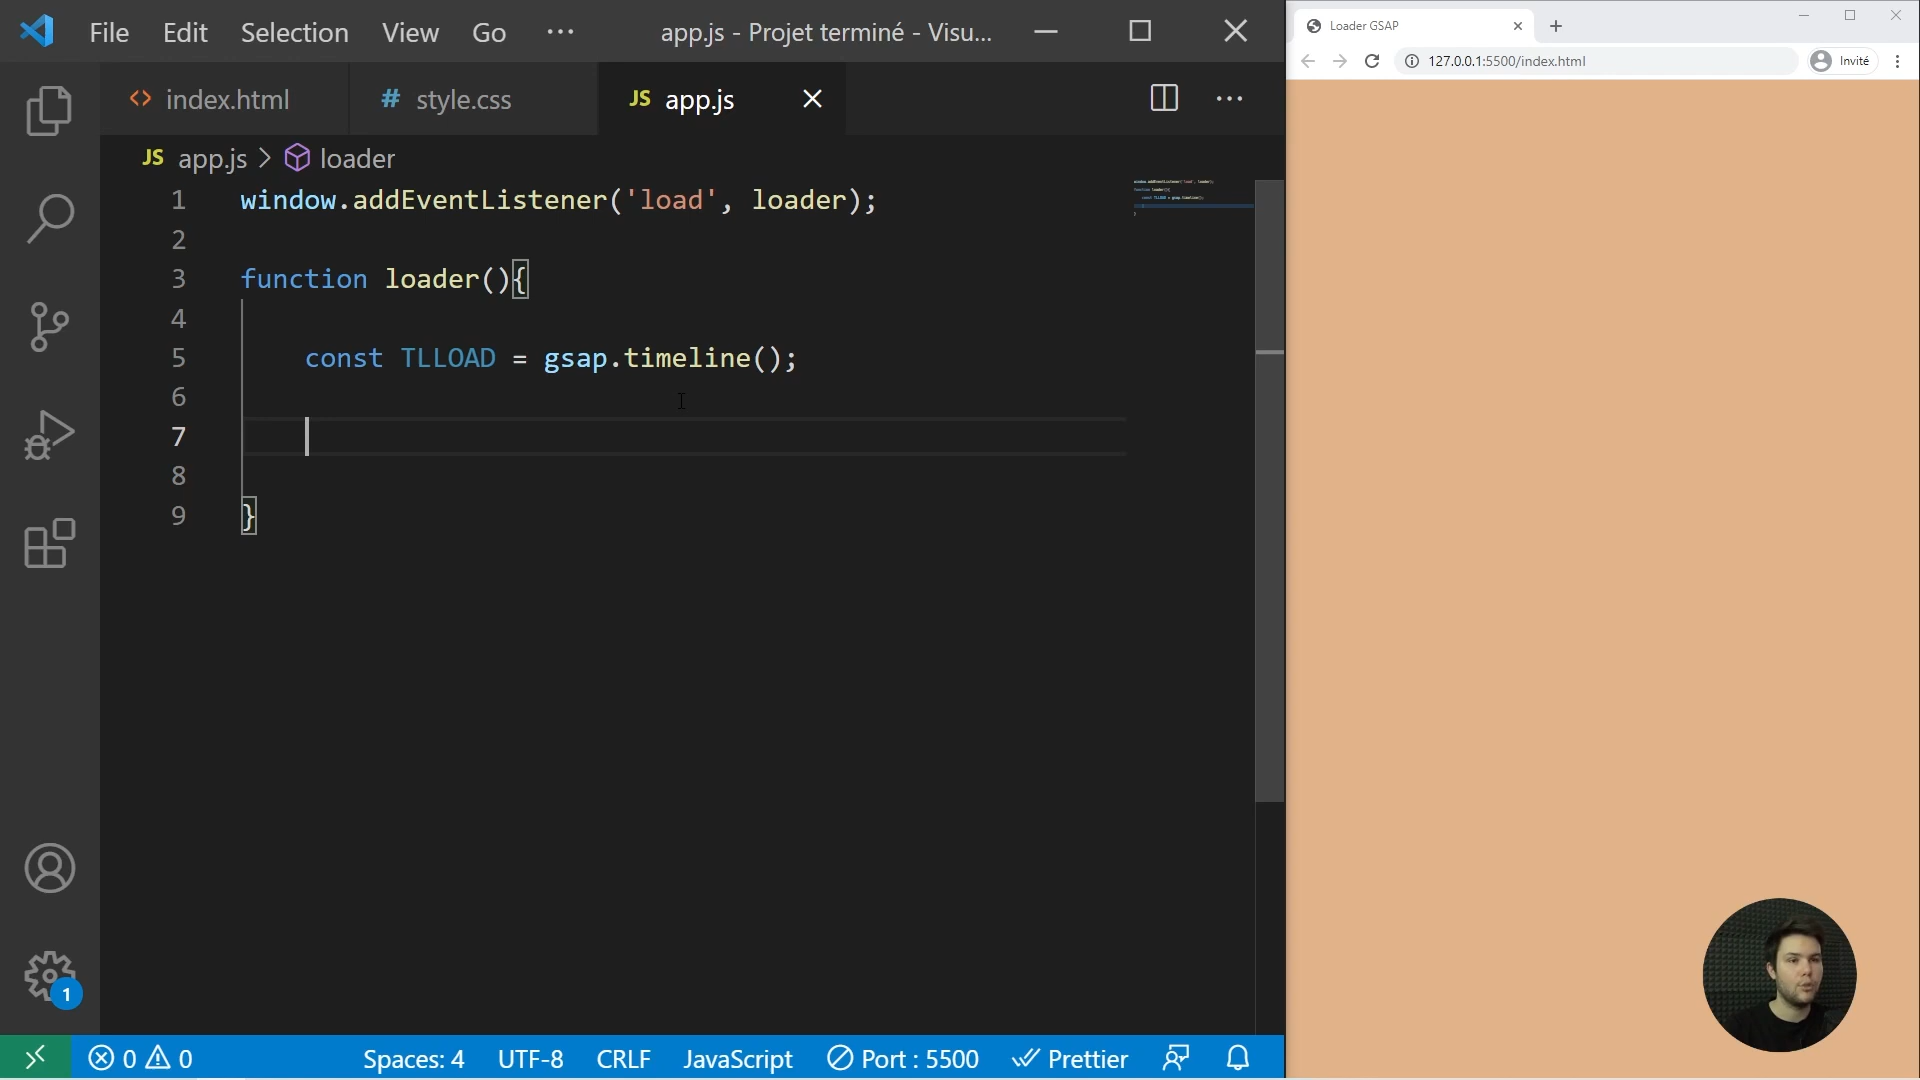 File Edit Selection View Go ··· app.js - Projet terminé - Visu...
index.html style.css JS app.js
JS app.js > loader
1 window.addEventListener('load', loader);
2
3 function loader(){
4
5 const TLLOAD = gsap.timeline();
6
7
8
9 }
1
0 0 Spaces: 4 UTF-8 CRLF JavaScript Port : 5500 Prettier
Loader GSAP
127.0.0.1:5500/index.html Invité